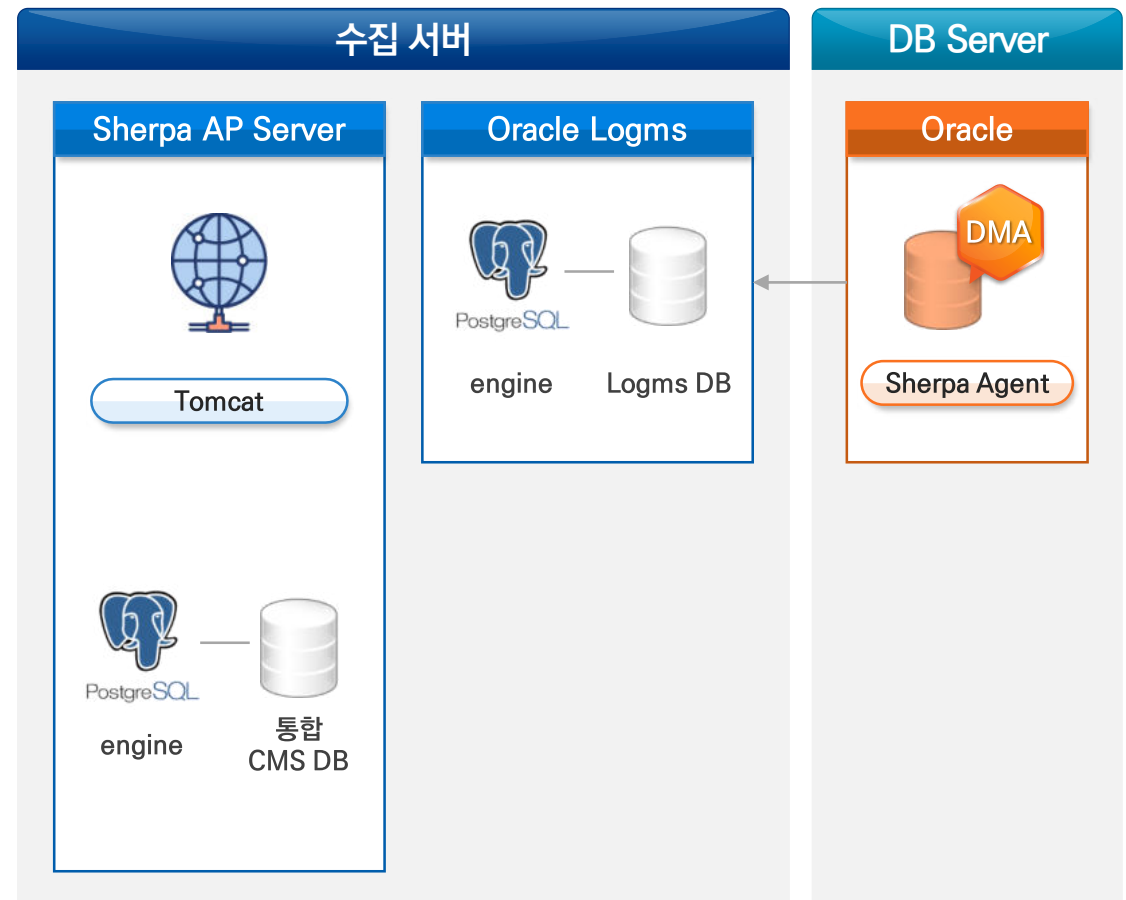 수집 서버
DB Server
Sherpa AP Server
Oracle Logms
Oracle
DMA
PostgreSQL
engine
Logms DB
Sherpa Agent
Tomcat
PostgreSQL
engine
통합
CMS DB